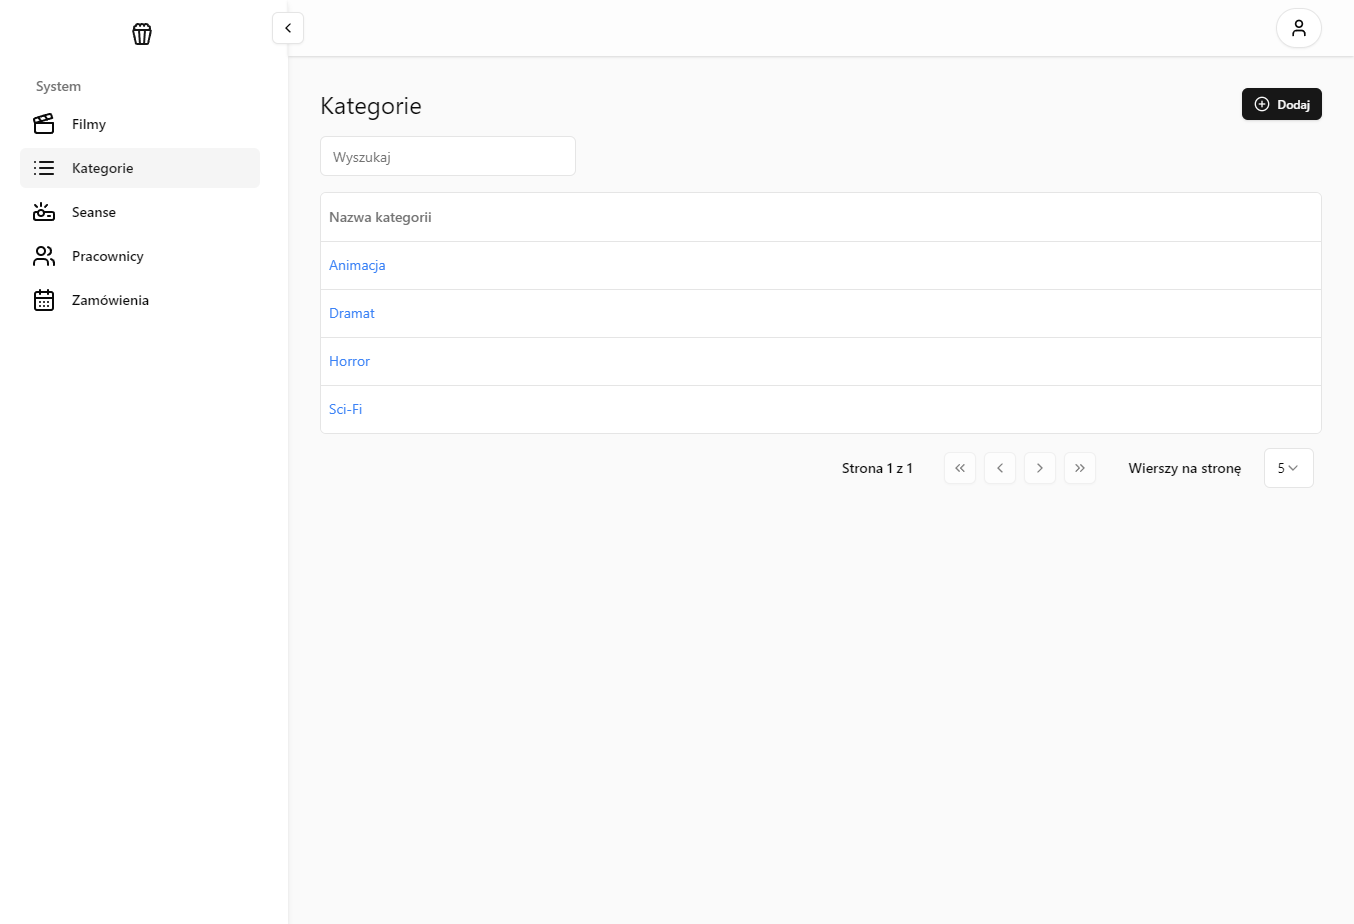 System
Filmy
Kategorie
Seanse
Pracownicy
Zamówienia
Kategorie
Dodaj
Wyszukaj
Nazwa kategorii
Animacja
Dramat
Horror
Sci-Fi
Strona 1 z 1
Wierszy na stronę
5